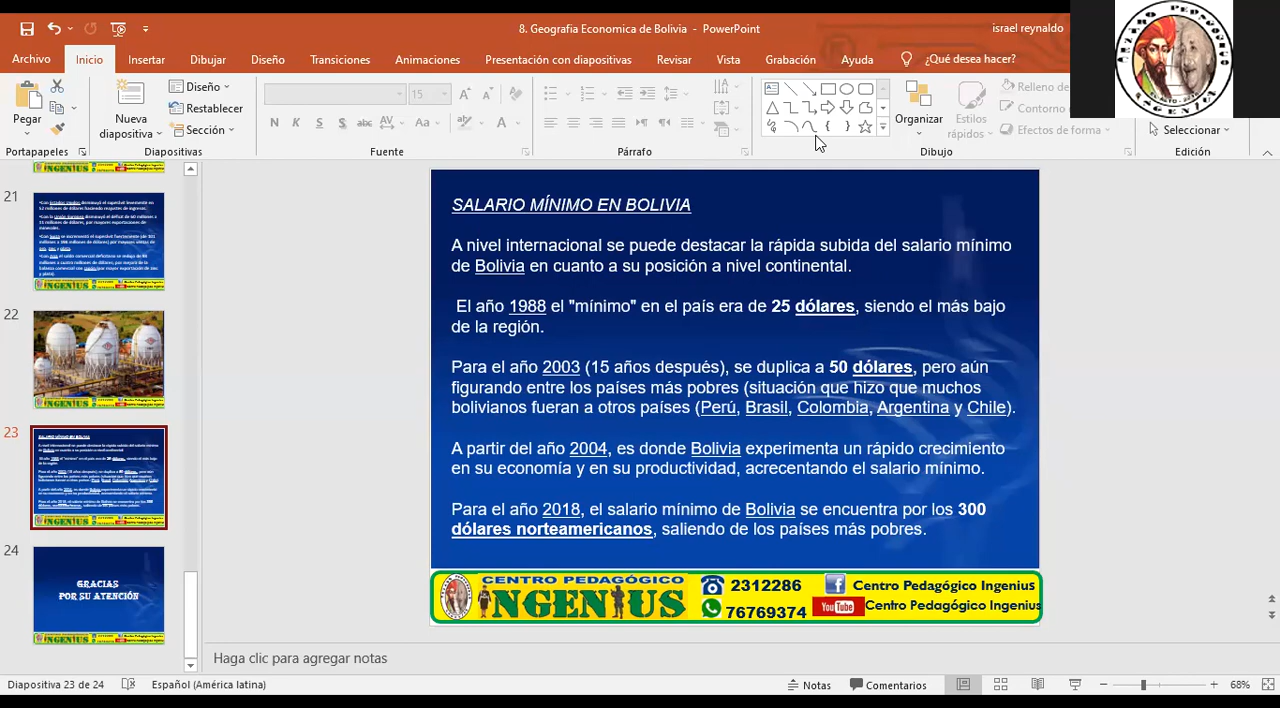 8. Geografia Economica de Bolivia - PowerPoint
israel reynaldo
Archivo Inicio Insertar Dibujar Diseño Transiciones Animaciones Presentación con diapositivas Revisar Vista Grabación Ayuda ¿Qué desea hacer?
Pegar
Nueva diapositiva
Diseño
Restablecer
Sección
15
N K S S abc AV Aa A
Organizar
Estilos rápidos
Relleno de
Contorno
Efectos de forma
Seleccionar
Portapapeles Diapositivas Fuente Párrafo Dibujo Edición
21
22
23
24
GRACIAS
POR SU ATENCIÓN
SALARIO MÍNIMO EN BOLIVIA
A nivel internacional se puede destacar la rápida subida del salario mínimo
de Bolivia en cuanto a su posición a nivel continental.
El año 1988 el "mínimo" en el país era de 25 dólares, siendo el más bajo
de la región.
Para el año 2003 (15 años después), se duplica a 50 dólares, pero aún
figurando entre los países más pobres (situación que hizo que muchos
bolivianos fueran a otros países (Perú, Brasil, Colombia, Argentina y Chile).
A partir del año 2004, es donde Bolivia experimenta un rápido crecimiento
en su economía y en su productividad, acrecentando el salario mínimo.
Para el año 2018, el salario mínimo de Bolivia se encuentra por los 300
dólares norteamericanos, saliendo de los países más pobres.
CENTRO PEDAGÓGICO
INGENIUS
2312286
76769374
Centro Pedagógico Ingenius
YouTube Centro Pedagógico Ingenius
Haga clic para agregar notas
Diapositiva 23 de 24 Español (América latina) Notas Comentarios 68%